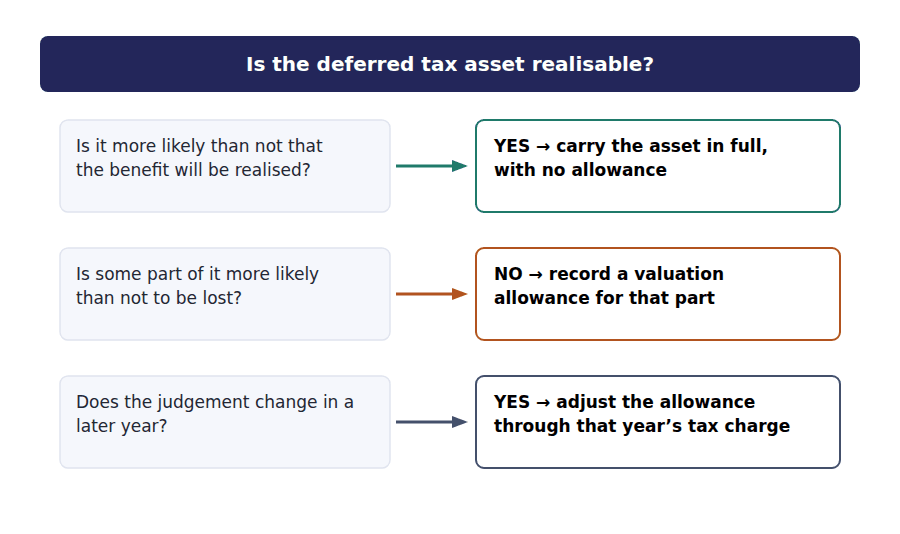 Is the deferred tax asset realisable?
Is it more likely than not that
the benefit will be realised?
YES → carry the asset in full,
with no allowance
Is some part of it more likely
than not to be lost?
NO → record a valuation
allowance for that part
Does the judgement change in a
later year?
YES → adjust the allowance
through that year’s tax charge